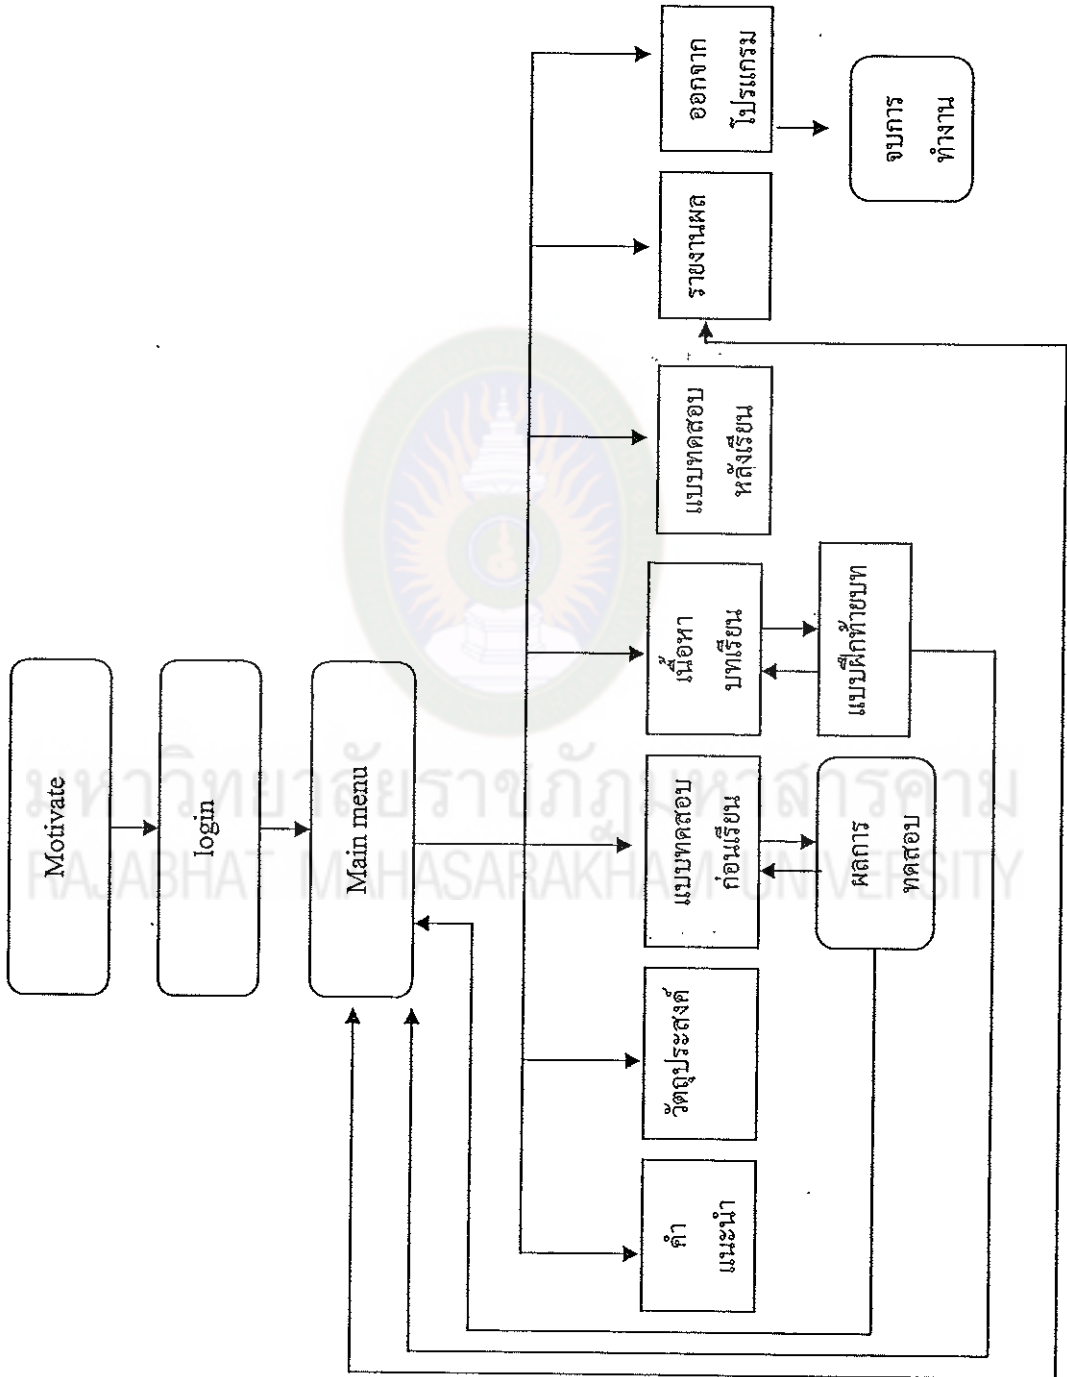 Motivate
login
Main menu
คำ
แนะนำ
วัตถุประสงค์
แบบทดสอบ
ก่อนเรียน
เนื้อหา
บทเรียน
แบบทดสอบ
หลังเรียน
รายงานผล
ออกจาก
โปรแกรม
ผลการ
ทดสอบ
แบบฝึกท้ายบท
จบการ
ทำงาน
มหาวิทยาลัยราชภัฏมหาสารคาม
RAJABHAT MAHASARAKHAM UNIVERSITY